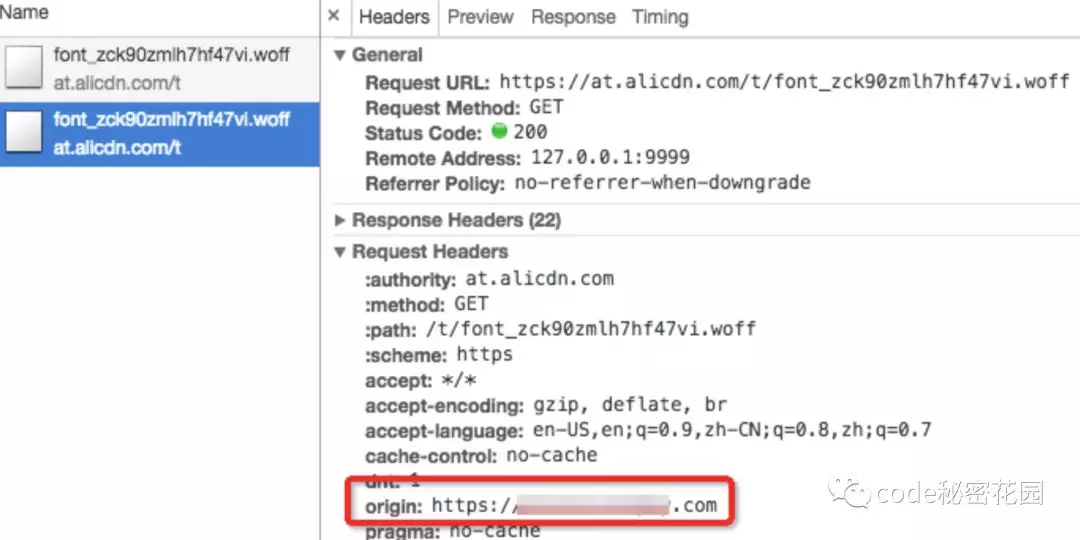 Name
font_zck90zmlh7hf47vi.woff
at.alicdn.com/t
font_zck90zmlh7hf47vi.woff
at.alicdn.com/t
× Headers Preview Response Timing
▼ General
Request URL: https://at.alicdn.com/t/font_zck90zmlh7hf47vi.woff
Request Method: GET
Status Code: 200
Remote Address: 127.0.0.1:9999
Referrer Policy: no-referrer-when-downgrade
▶ Response Headers (22)
▼ Request Headers
:authority: at.alicdn.com
:method: GET
:path: /t/font_zck90zmlh7hf47vi.woff
:scheme: https
accept: */*
accept-encoding: gzip, deflate, br
accept-language: en-US,en;q=0.9,zh-CN;q=0.8,zh;q=0.7
cache-control: no-cache
dnt: 1
origin: https:// .com
pragma: no-cache
code秘密花园